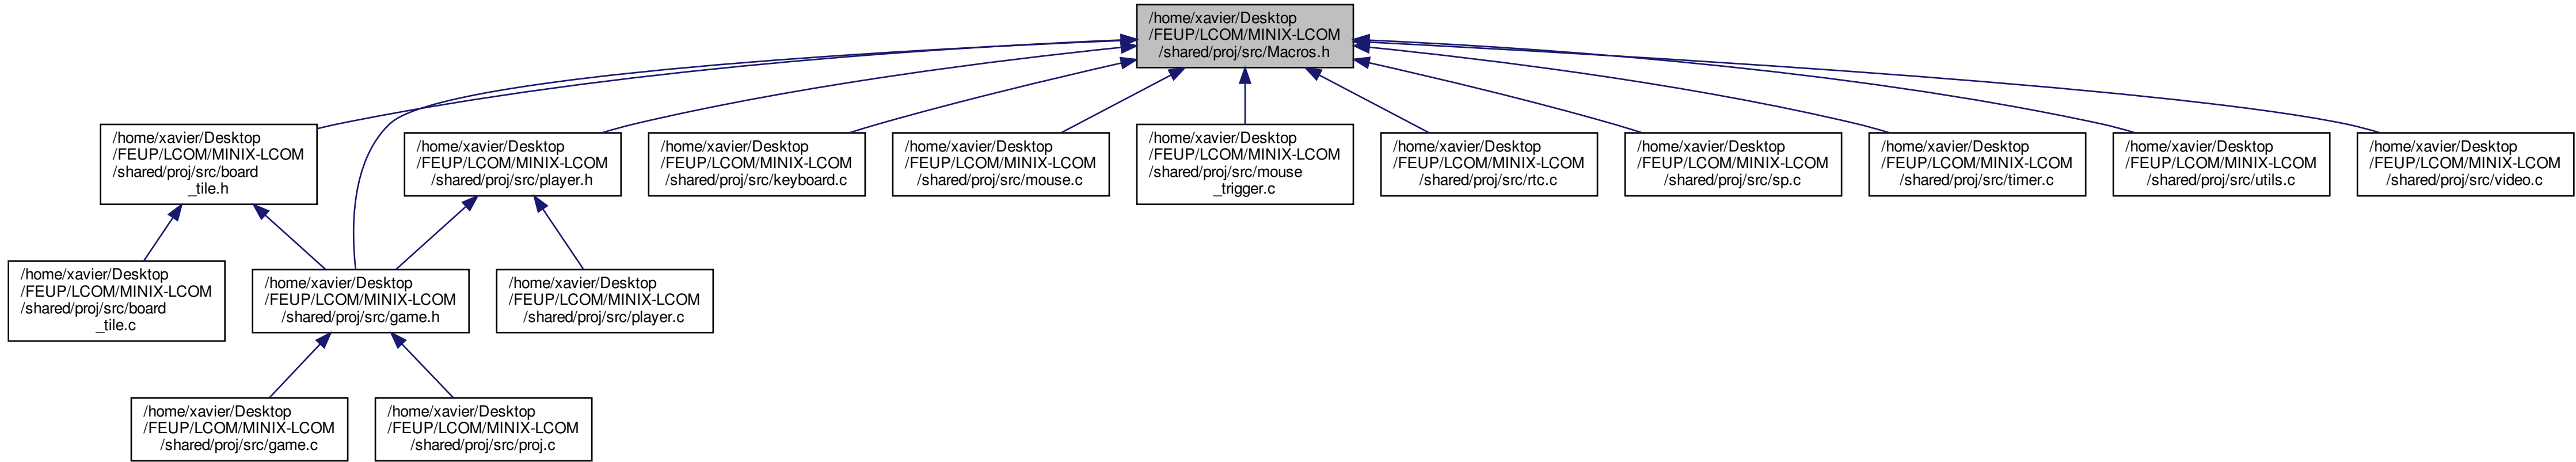 /home/xavier/Desktop
/FEUP/LCOM/MINIX-LCOM
/shared/proj/src/Macros.h
/home/xavier/Desktop
/FEUP/LCOM/MINIX-LCOM
/shared/proj/src/board
_tile.h
/home/xavier/Desktop
/FEUP/LCOM/MINIX-LCOM
/shared/proj/src/player.h
/home/xavier/Desktop
/FEUP/LCOM/MINIX-LCOM
/shared/proj/src/keyboard.c
/home/xavier/Desktop
/FEUP/LCOM/MINIX-LCOM
/shared/proj/src/mouse.c
/home/xavier/Desktop
/FEUP/LCOM/MINIX-LCOM
/shared/proj/src/mouse
_trigger.c
/home/xavier/Desktop
/FEUP/LCOM/MINIX-LCOM
/shared/proj/src/rtc.c
/home/xavier/Desktop
/FEUP/LCOM/MINIX-LCOM
/shared/proj/src/sp.c
/home/xavier/Desktop
/FEUP/LCOM/MINIX-LCOM
/shared/proj/src/timer.c
/home/xavier/Desktop
/FEUP/LCOM/MINIX-LCOM
/shared/proj/src/utils.c
/home/xavier/Desktop
/FEUP/LCOM/MINIX-LCOM
/shared/proj/src/video.c
/home/xavier/Desktop
/FEUP/LCOM/MINIX-LCOM
/shared/proj/src/board
_tile.c
/home/xavier/Desktop
/FEUP/LCOM/MINIX-LCOM
/shared/proj/src/game.h
/home/xavier/Desktop
/FEUP/LCOM/MINIX-LCOM
/shared/proj/src/player.c
/home/xavier/Desktop
/FEUP/LCOM/MINIX-LCOM
/shared/proj/src/game.c
/home/xavier/Desktop
/FEUP/LCOM/MINIX-LCOM
/shared/proj/src/proj.c